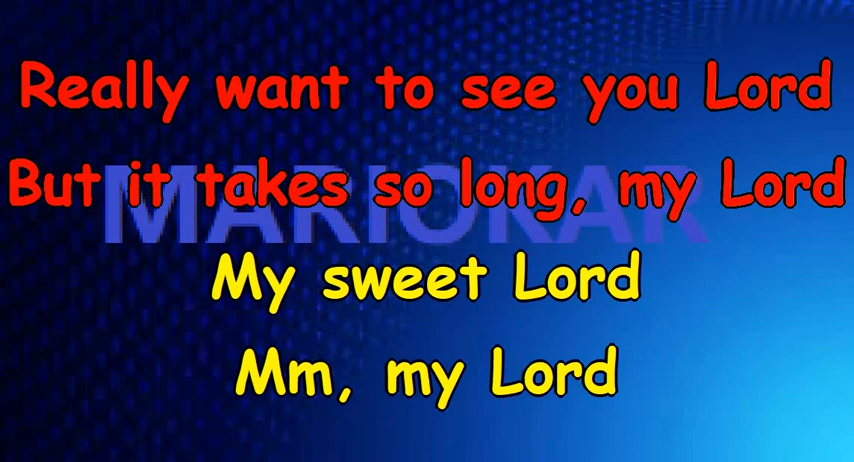 Really want to see you Lord
But it takes so long, my Lord
MARIOKAR
My sweet Lord
Mm, my Lord